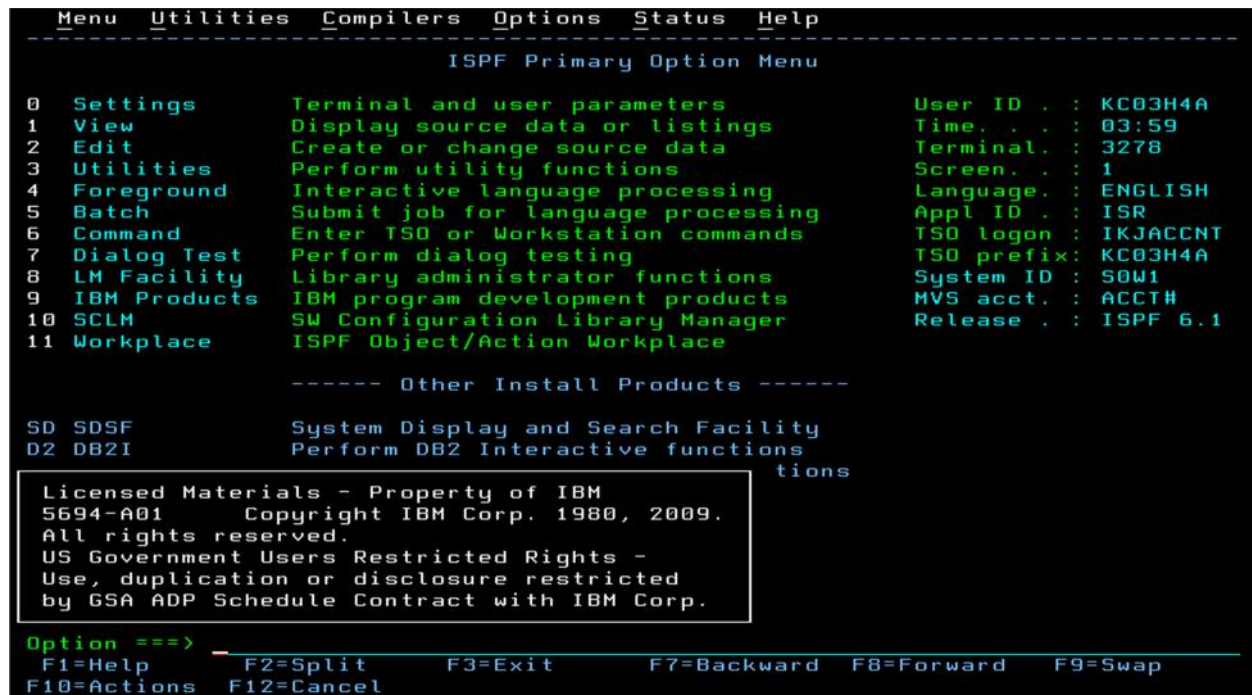 Menu Utilities Compilers Options Status Help
ISPF Primary Option Menu
0 Settings Terminal and user parameters User ID . : KC03H4A
1 View Display source data or listings Time. . . : 03:59
2 Edit Create or change source data Terminal. : 3278
3 Utilities Perform utility functions Screen. . : 1
4 Foreground Interactive language processing Language. : ENGLISH
5 Batch Submit job for language processing Appl ID . : ISR
6 Command Enter TSO or Workstation commands TSO logon : IKJACCNT
7 Dialog Test Perform dialog testing TSO prefix: KC03H4A
8 LM Facility Library administrator functions System ID : S0W1
9 IBM Products IBM program development products MVS acct. : ACCT#
10 SCLM SW Configuration Library Manager Release . : ISPF 6.1
11 Workplace ISPF Object/Action Workplace
------ Other Install Products ------
SD SDSF System Display and Search Facility
D2 DB2I Perform DB2 Interactive functions
tions
Licensed Materials - Property of IBM
5694-A01 Copyright IBM Corp. 1980, 2009.
All rights reserved.
US Government Users Restricted Rights -
Use, duplication or disclosure restricted
by GSA ADP Schedule Contract with IBM Corp.
Option ===>
F1=Help F2=Split F3=Exit F7=Backward F8=Forward F9=Swap
F10=Actions F12=Cancel